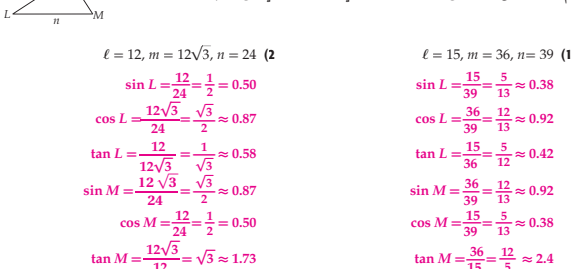 L M
n
ℓ = 15, m = 36, n= 39 (1
sin L = 15/39 = 5/13 ≈ 0.38
cos L = 36/39 = 12/13 ≈ 0.92
tan L = 15/36 = 5/12 ≈ 0.42
sin M = 36/39 = 12/13 ≈ 0.92
cos M = 15/39 = 5/13 ≈ 0.38
tan M = 36/15 = 12/5 ≈ 2.4
ℓ = 12, m = 12√3, n = 24 (2
sin L = 12/24 = 1/2 = 0.50
cos L = 12√3/24 = √3/2 ≈ 0.87
tan L = 12/12√3 = 1/√3 ≈ 0.58
sin M = 12√3/24 = √3/2 ≈ 0.87
cos M = 12/24 = 1/2 = 0.50
tan M = 12√3/12 = √3 ≈ 1.73